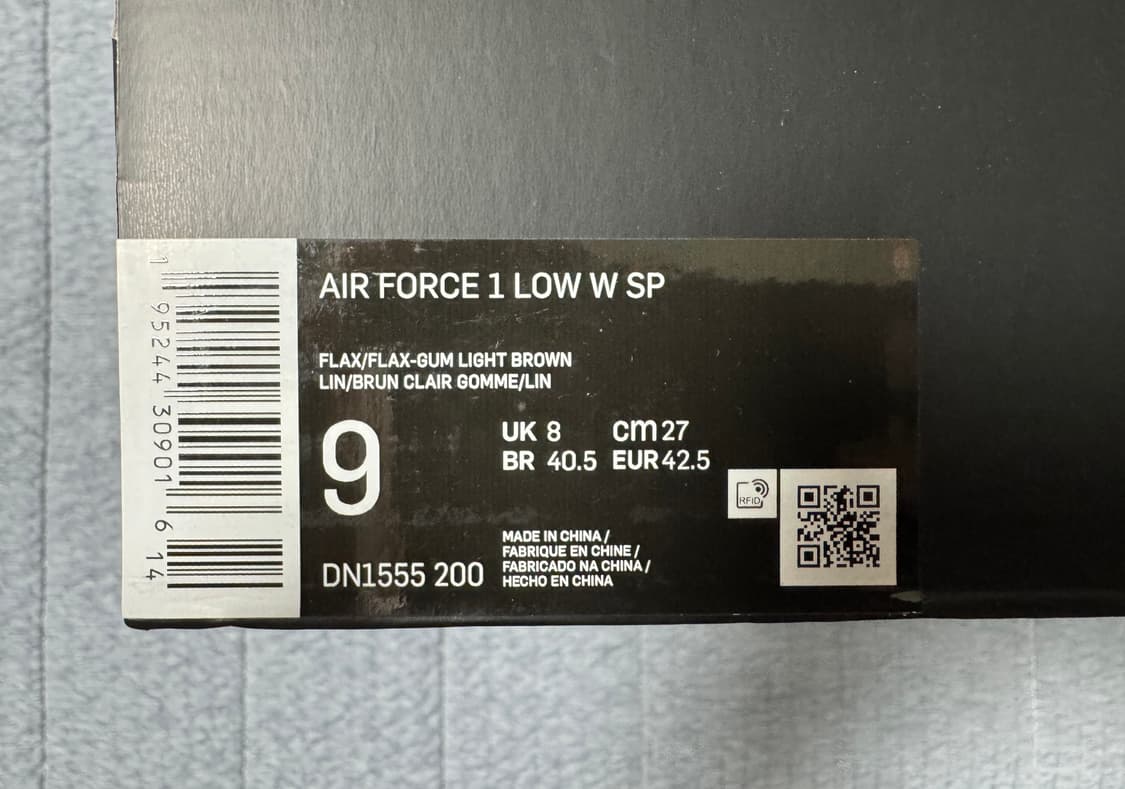 AIR FORCE 1 LOW W SP
FLAX/FLAX-GUM LIGHT BROWN
LIN/BRUN CLAIR GOMME/LIN
9
UK 8 cm 27
BR 40.5 EUR 42.5
RFID
MADE IN CHINA /
FABRIQUE EN CHINE /
FABRICADO NA CHINA /
HECHO EN CHINA
DN1555 200
1 95244 30901 6 14